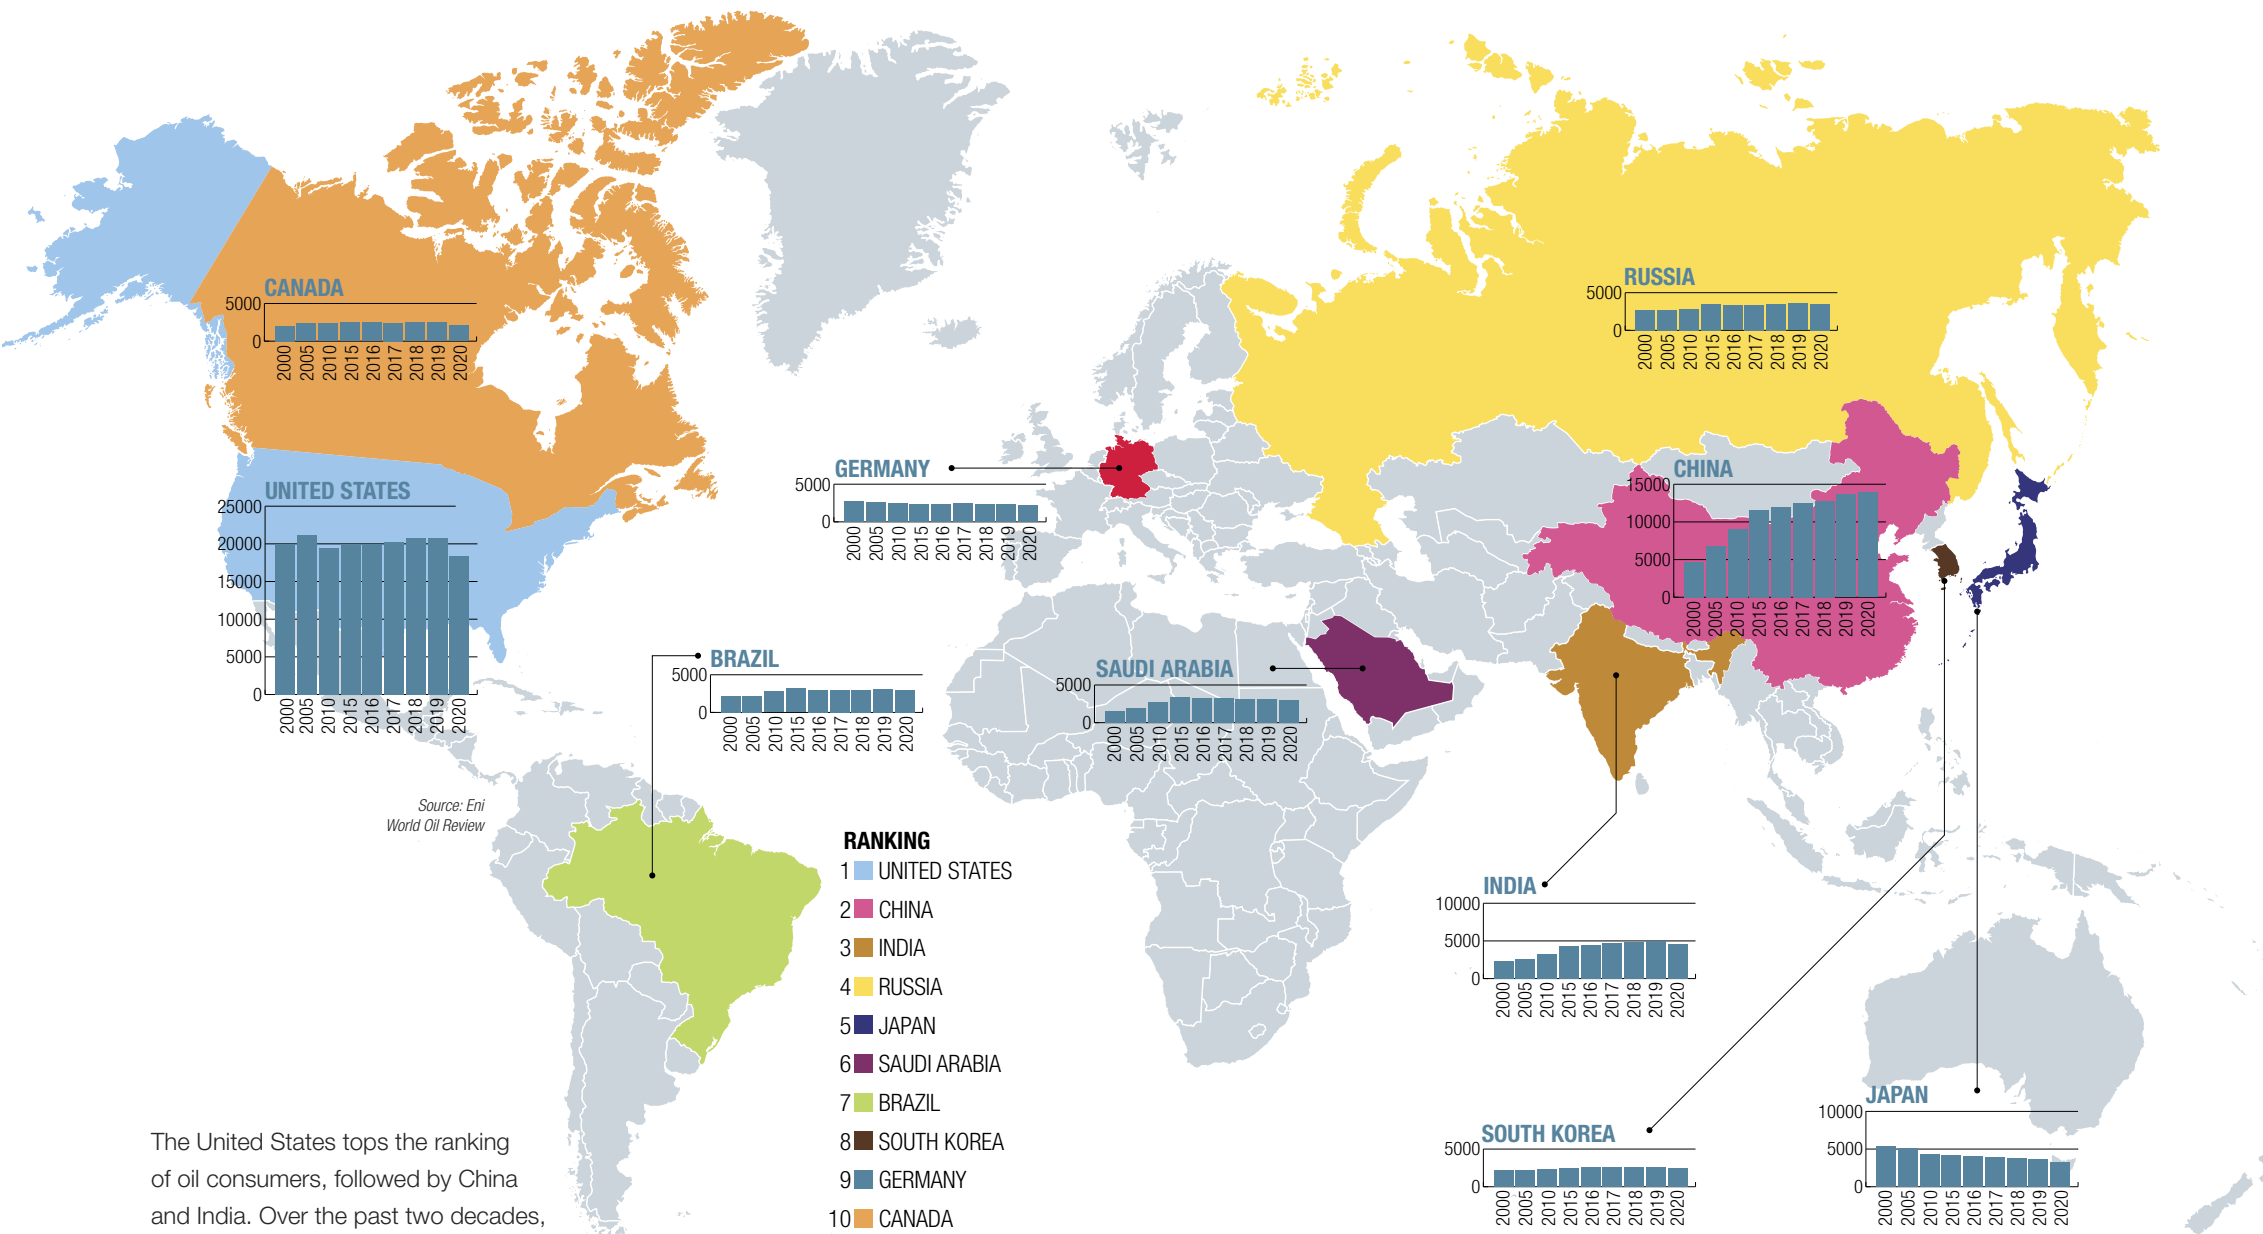 CANADA
5000
0
2000 2005 2010 2015 2016 2017 2018 2019 2020
RUSSIA
5000
0
2000 2005 2010 2015 2016 2017 2018 2019 2020
GERMANY
5000
0
2000 2005 2010 2015 2016 2017 2018 2019 2020
CHINA
15000
10000
5000
0
2000 2005 2010 2015 2016 2017 2018 2019 2020
UNITED STATES
25000
20000
15000
10000
5000
0
2000 2005 2010 2015 2016 2017 2018 2019 2020
BRAZIL
5000
0
2000 2005 2010 2015 2016 2017 2018 2019 2020
SAUDI ARABIA
5000
0
2000 2005 2010 2015 2016 2017 2018 2019 2020
Source: Eni
World Oil Review
RANKING
1 UNITED STATES
2 CHINA
3 INDIA
4 RUSSIA
5 JAPAN
6 SAUDI ARABIA
7 BRAZIL
8 SOUTH KOREA
9 GERMANY
10 CANADA
INDIA
10000
5000
0
2000 2005 2010 2015 2016 2017 2018 2019 2020
SOUTH KOREA
5000
0
2000 2005 2010 2015 2016 2017 2018 2019 2020
JAPAN
10000
5000
0
2000 2005 2010 2015 2016 2017 2018 2019 2020
The United States tops the ranking
of oil consumers, followed by China
and India. Over the past two decades,